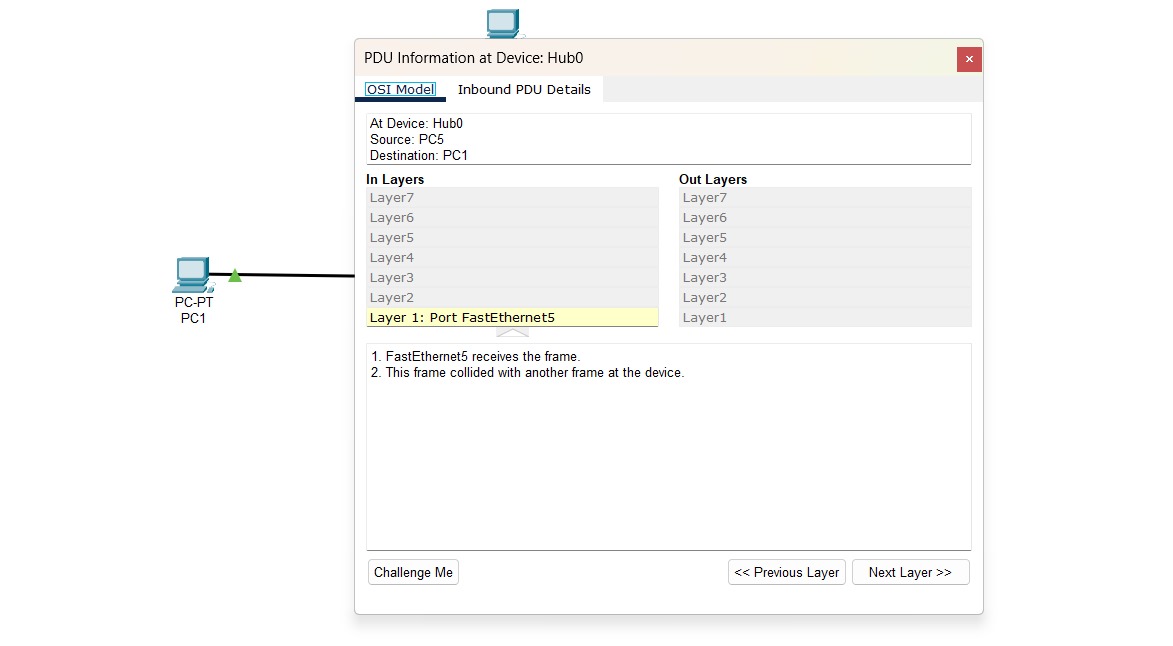 PDU Information at Device: Hub0
×
OSI Model
Inbound PDU Details
At Device: Hub0
Source: PC5
Destination: PC1
In Layers
Layer7
Layer6
Layer5
Layer4
Layer3
Layer2
Layer 1: Port FastEthernet5
Out Layers
Layer7
Layer6
Layer5
Layer4
Layer3
Layer2
Layer1
1. FastEthernet5 receives the frame.
2. This frame collided with another frame at the device.
Challenge Me
<< Previous Layer
Next Layer >>
PC-PT
PC1